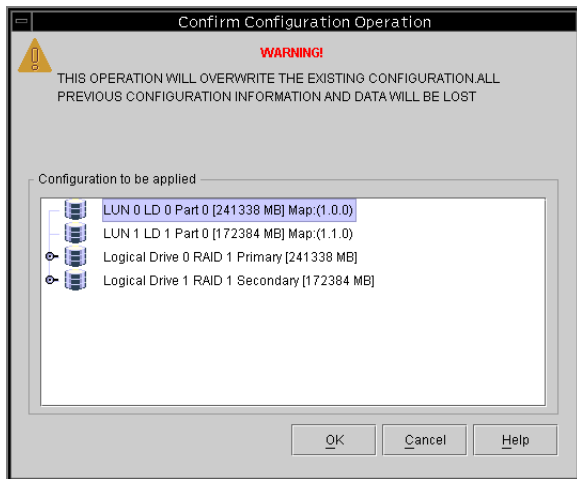 Confirm Configuration Operation
WARNING!
THIS OPERATION WILL OVERWRITE THE EXISTING CONFIGURATION.ALL
PREVIOUS CONFIGURATION INFORMATION AND DATA WILL BE LOST
Configuration to be applied
LUN 0 LD 0 Part 0 [241338 MB] Map:(1.0.0)
LUN 1 LD 1 Part 0 [172384 MB] Map:(1.1.0)
Logical Drive 0 RAID 1 Primary [241338 MB]
Logical Drive 1 RAID 1 Secondary [172384 MB]
OK Cancel Help